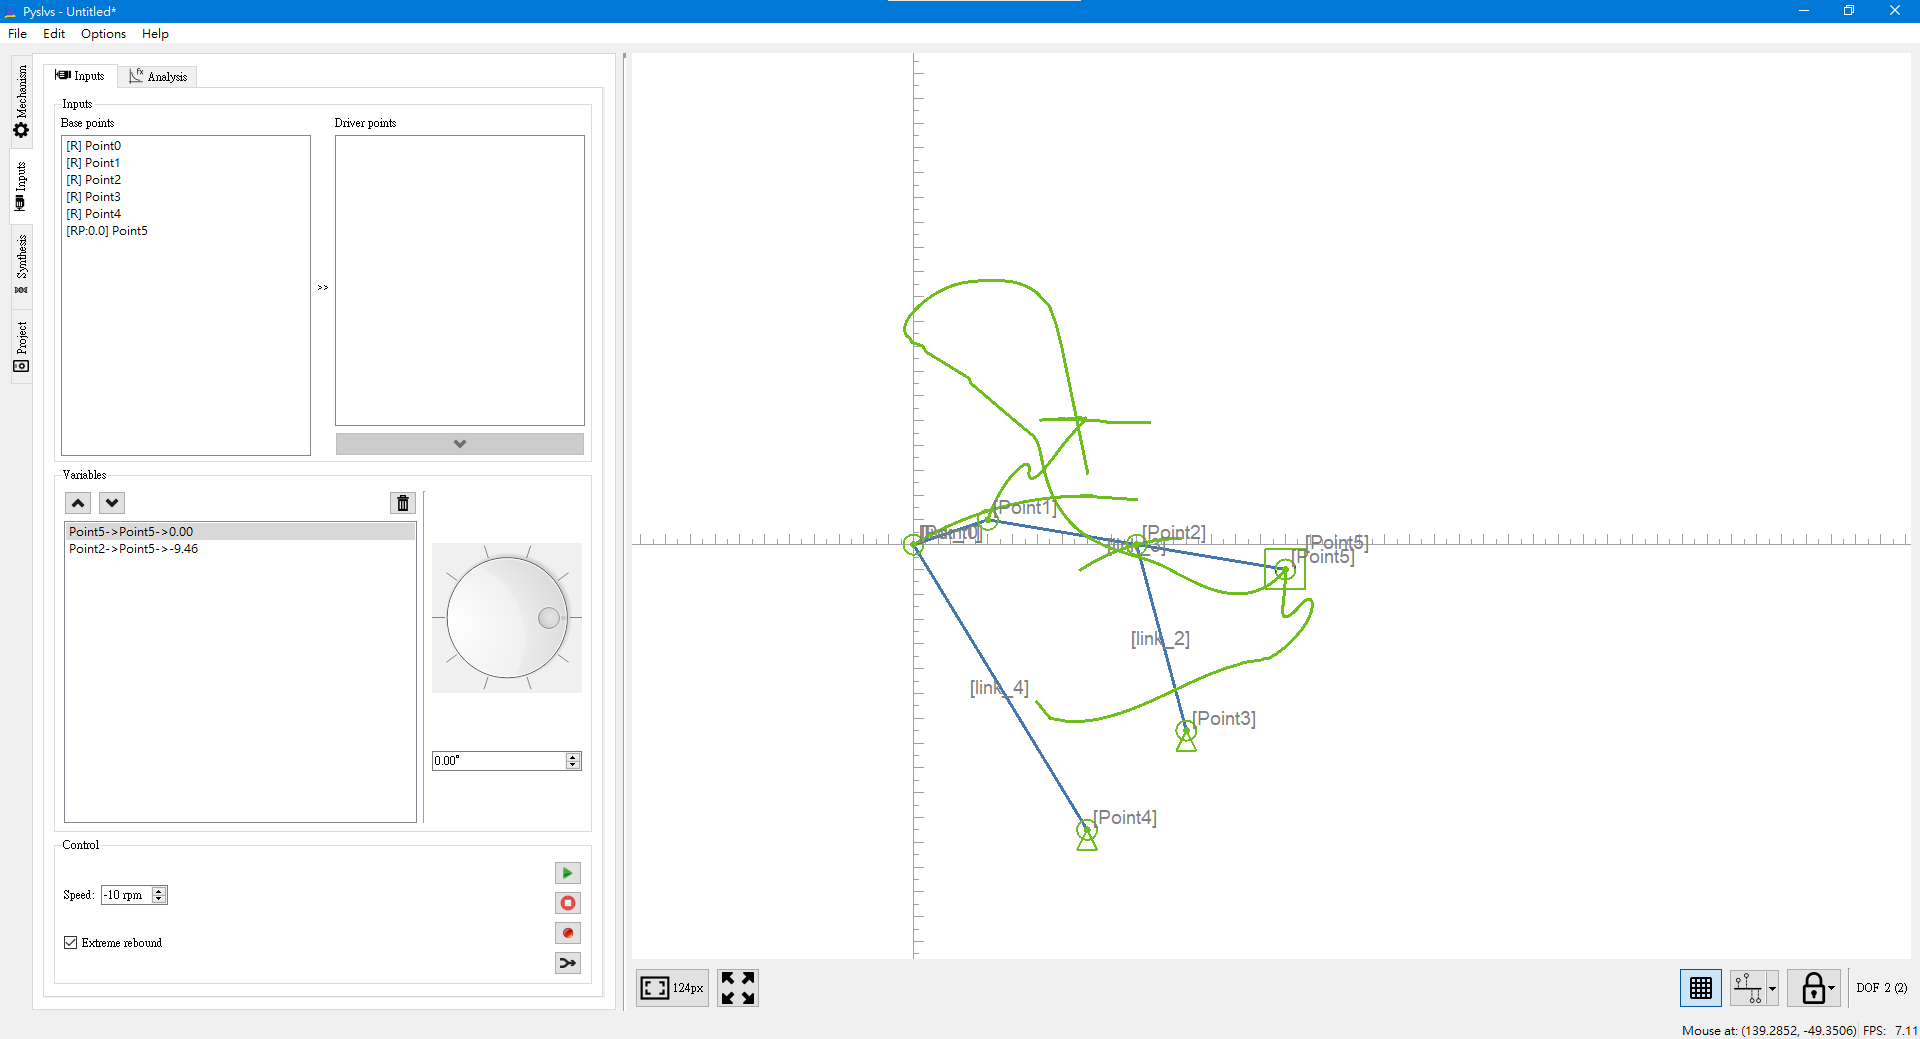 Pyslvs - Untitled*
File Edit Options Help
Mechanism
Inputs
Synthesis
Project
Inputs Analysis
Inputs
Base points Driver points
[R] Point0
[R] Point1
[R] Point2
[R] Point3
[R] Point4
[RP:0.0] Point5
>>
Variables
Point5->Point5->0.00
Point2->Point5->-9.46
0.00°
Control
Speed: -10 rpm
Extreme rebound
[Point1]
[Point2]
[Point5]
[Point5]
[link_2]
[link_4]
[Point3]
[Point4]
124px
DOF 2 (2)
Mouse at: (139.2852, -49.3506) FPS: 7.11